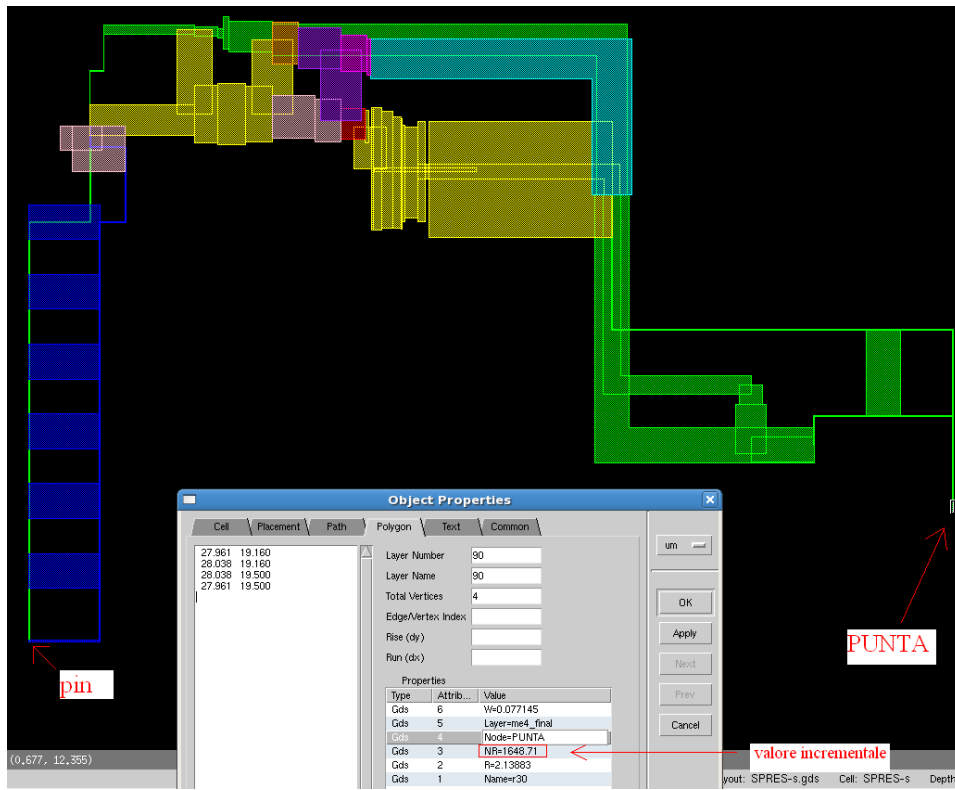 Object Properties
Cell Placement Path Polygon Text Common
27.961 19.160
28.038 19.160
28.038 19.500
27.961 19.500
Layer Number 90
Layer Name 90
Total Vertices 4
Edge/Vertex Index
Rise (dy)
Run (dx)
Properties
Type Attrib... Value
Gds 6 W=0.077145
Gds 5 Layer=me4_final
Gds 4 Node=PUNTA
Gds 3 NR=1648.71
Gds 2 R=2.13883
Gds 1 Name=r30
um
OK
Apply
Next
Prev
Cancel
pin
PUNTA
valore incrementale
(0.677, 12.355)
yout: SPRES-s.gds Cell: SPRES-s Depth